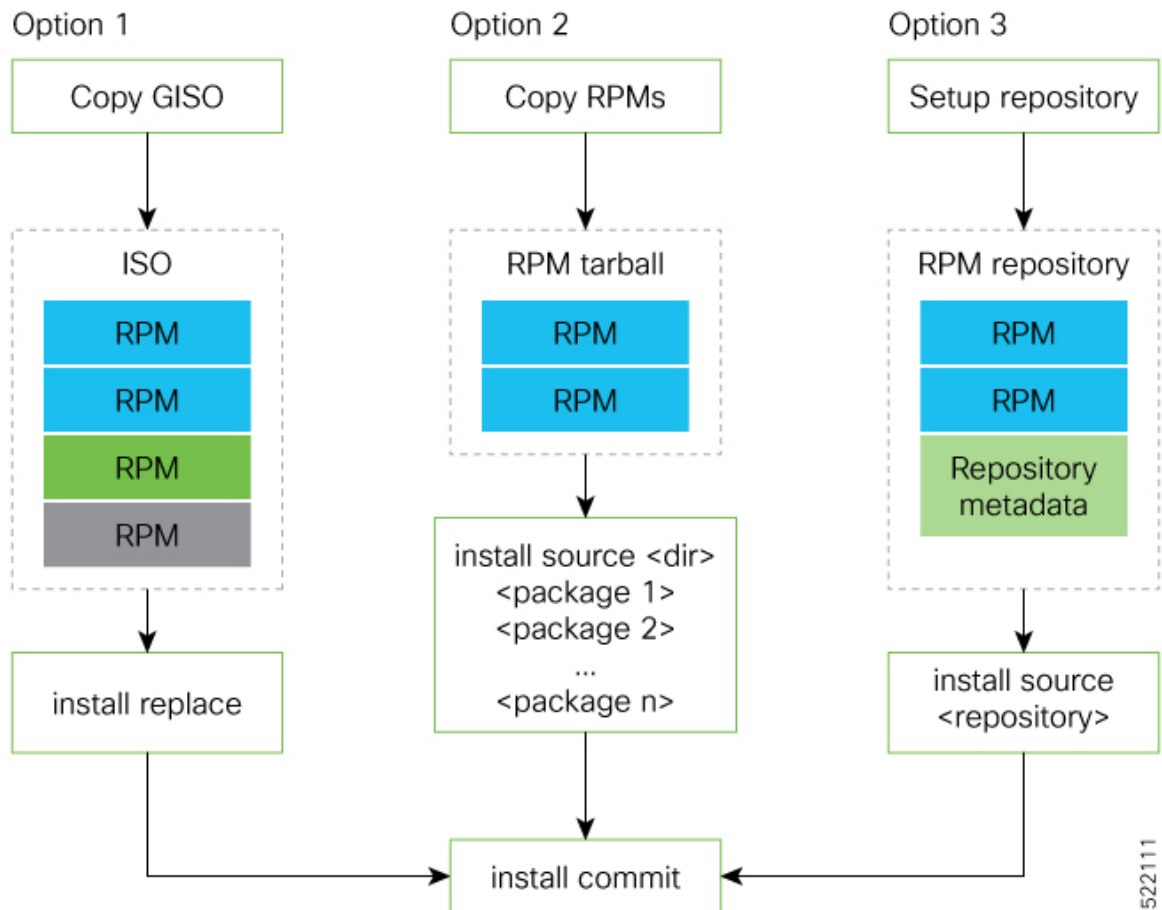 Option 1
Copy GISO
ISO
RPM
RPM
RPM
RPM
install replace
Option 2
Copy RPMs
RPM tarball
RPM
RPM
install source <dir>
<package 1>
<package 2>
...
<package n>
install commit
Option 3
Setup repository
RPM repository
RPM
RPM
Repository
metadata
install source
<repository>
522111